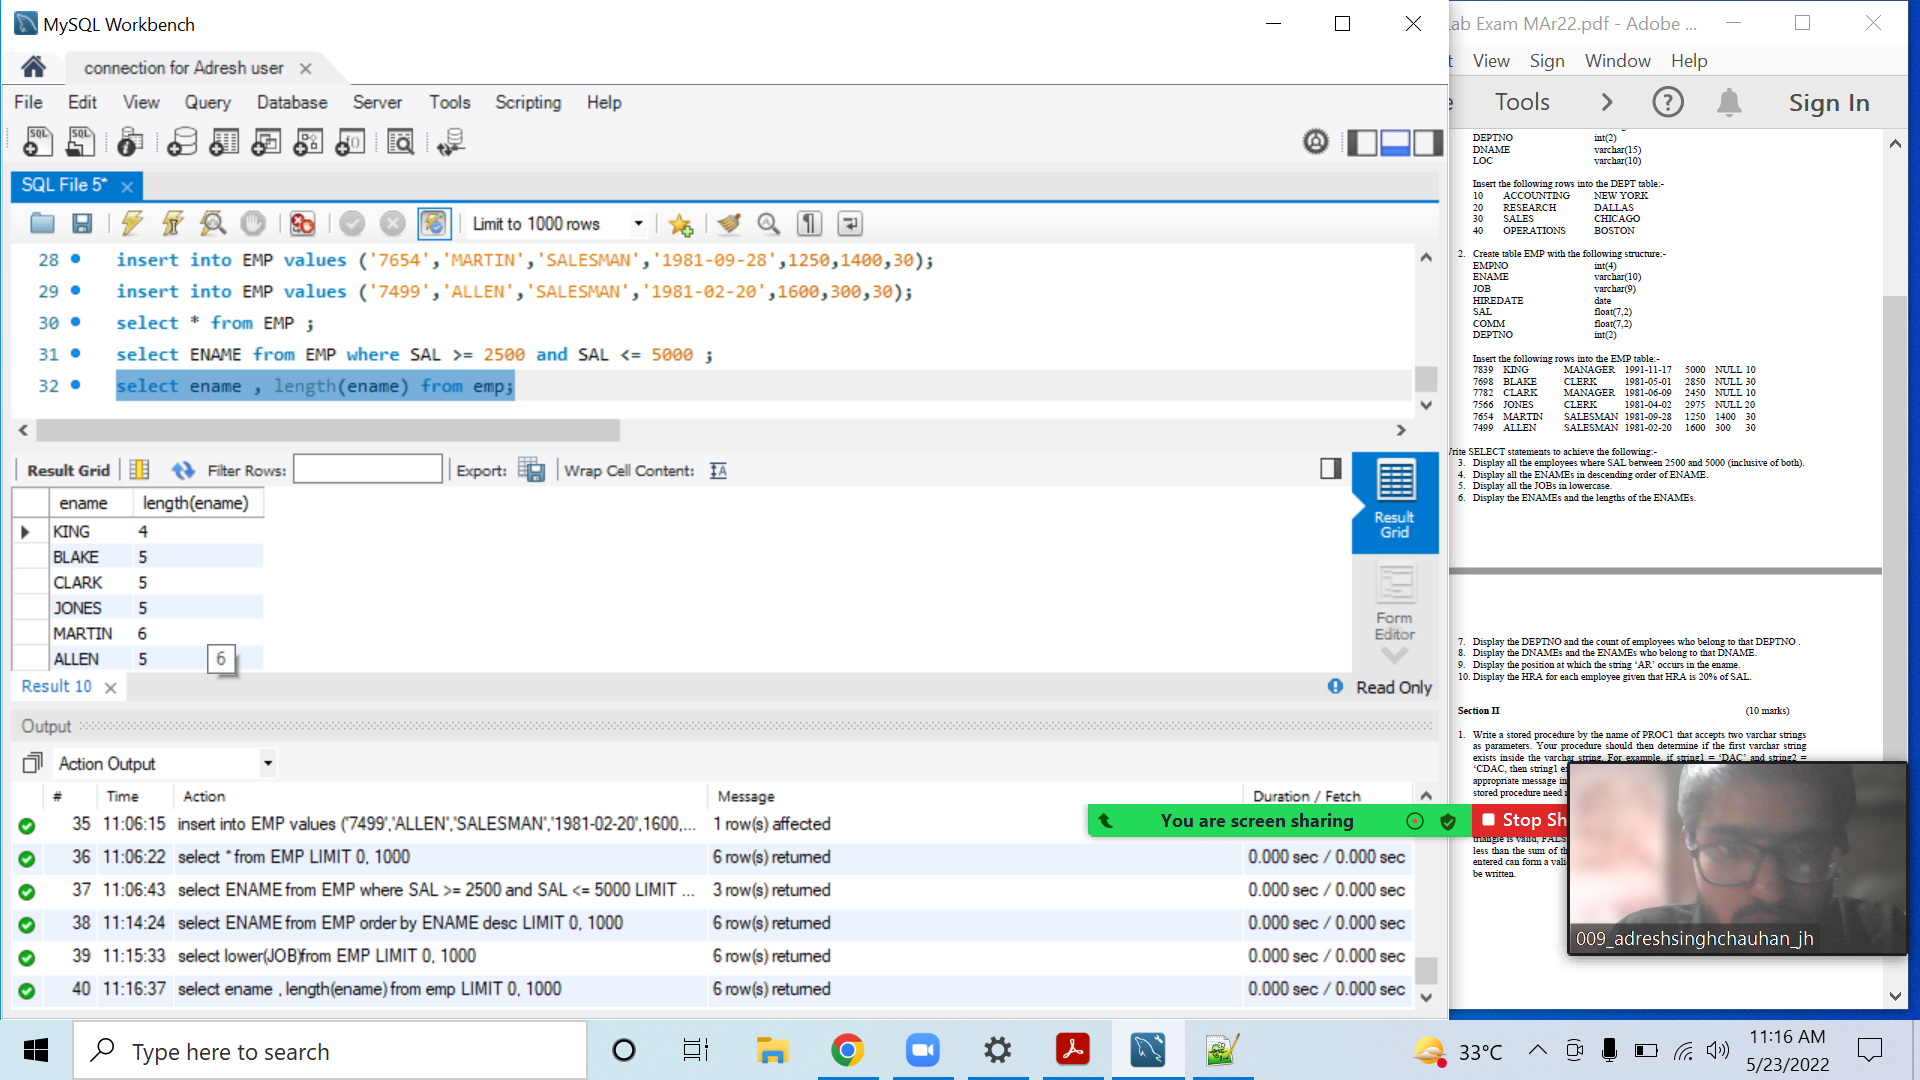 MySQL Workbench
connection for Adresh user
File Edit View Query Database Server Tools Scripting Help
SQL File 5*
Limit to 1000 rows
28 insert into EMP values ('7654','MARTIN','SALESMAN','1981-09-28',1250,1400,30);
29 insert into EMP values ('7499','ALLEN','SALESMAN','1981-02-20',1600,300,30);
30 select * from EMP ;
31 select ENAME from EMP where SAL >= 2500 and SAL <= 5000 ;
32 select ename , length(ename) from emp;
Result Grid Filter Rows: Export: Wrap Cell Content:
ename length(ename)
KING 4
BLAKE 5
CLARK 5
JONES 5
MARTIN 6
ALLEN 5
6
Result Grid
Form Editor
Result 10
Read Only
Output
Action Output
# Time Action Message Duration / Fetch
35 11:06:15 insert into EMP values ('7499','ALLEN','SALESMAN','1981-02-20',1600,... 1 row(s) affected
36 11:06:22 select * from EMP LIMIT 0, 1000 6 row(s) returned 0.000 sec / 0.000 sec
37 11:06:43 select ENAME from EMP where SAL >= 2500 and SAL <= 5000 LIMIT ... 3 row(s) returned 0.000 sec / 0.000 sec
38 11:14:24 select ENAME from EMP order by ENAME desc LIMIT 0, 1000 6 row(s) returned 0.000 sec / 0.000 sec
39 11:15:33 select lower(JOB)from EMP LIMIT 0, 1000 6 row(s) returned 0.000 sec / 0.000 sec
40 11:16:37 select ename , length(ename) from emp LIMIT 0, 1000 6 row(s) returned 0.000 sec / 0.000 sec
ab Exam MAr22.pdf - Adobe ...
t View Sign Window Help
e Tools Sign In
DEPTNO int(2)
DNAME varchar(15)
LOC varchar(10)
Insert the following rows into the DEPT table:-
10 ACCOUNTING NEW YORK
20 RESEARCH DALLAS
30 SALES CHICAGO
40 OPERATIONS BOSTON
2. Create table EMP with the following structure:-
EMPNO int(4)
ENAME varchar(10)
JOB varchar(9)
HIREDATE date
SAL float(7,2)
COMM float(7,2)
DEPTNO int(2)
Insert the following rows into the EMP table:-
7839 KING MANAGER 1991-11-17 5000 NULL 10
7698 BLAKE CLERK 1981-05-01 2850 NULL 30
7782 CLARK MANAGER 1981-06-09 2450 NULL 10
7566 JONES CLERK 1981-04-02 2975 NULL 20
7654 MARTIN SALESMAN 1981-09-28 1250 1400 30
7499 ALLEN SALESMAN 1981-02-20 1600 300 30
rite SELECT statements to achieve the following:-
3. Display all the employees where SAL between 2500 and 5000 (inclusive of both).
4. Display all the ENAMEs in descending order of ENAME.
5. Display all the JOBs in lowercase.
6. Display the ENAMEs and the lengths of the ENAMEs.
7. Display the DEPTNO and the count of employees who belong to that DEPTNO .
8. Display the DNAMEs and the ENAMEs who belong to that DNAME.
9. Display the position at which the string ‘AR’ occurs in the ename.
10. Display the HRA for each employee given that HRA is 20% of SAL.
Section II (10 marks)
1. Write a stored procedure by the name of PROC1 that accepts two varchar strings
as parameters. Your procedure should then determine if the first varchar string
exists inside the varchar string. For example, if string1 = ‘DAC’ and string2 =
‘CDAC, then string1 ex
appropriate message in
stored procedure need
triangle is valid, FALS
less than the sum of th
entered can form a vali
be written.
You are screen sharing Stop Sh
009_adreshsinghchauhan_jh
Type here to search
33°C
11:16 AM
5/23/2022